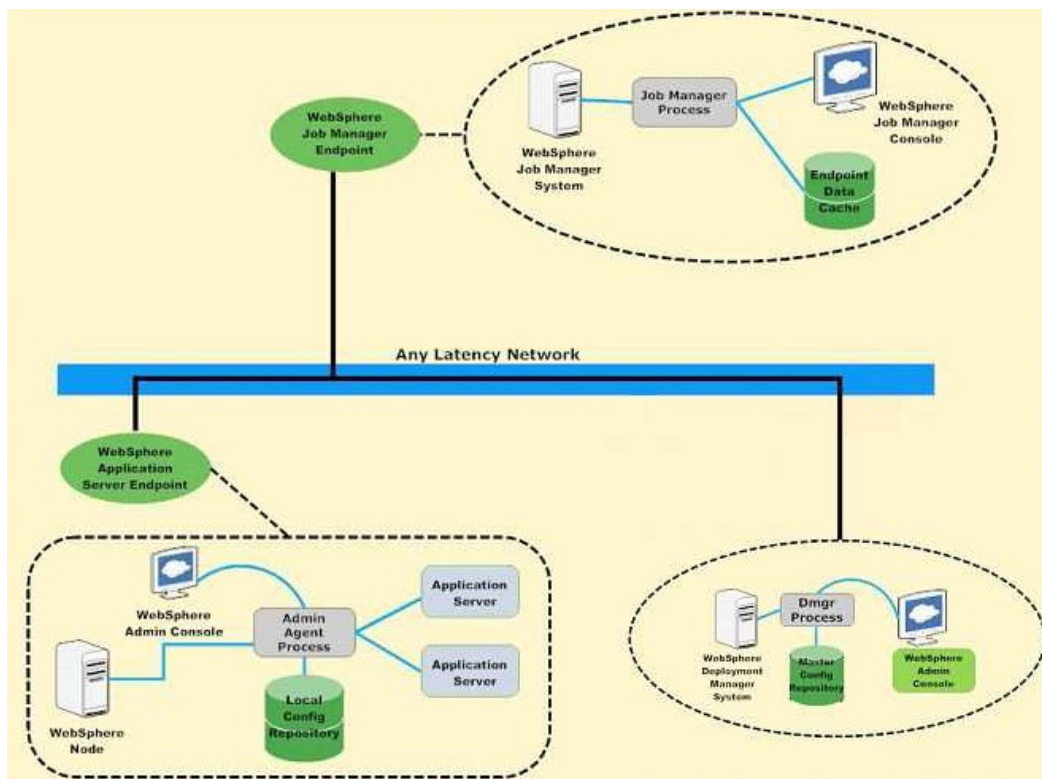 WebSphere
Job Manager
Endpoint
WebSphere
Job Manager
System
Job Manager
Process
WebSphere
Job Manager
Console
Endpoint
Data
Cache
Any Latency Network
WebSphere
Application
Server Endpoint
WebSphere
Admin Console
WebSphere
Node
Admin
Agent
Process
Local
Config
Repository
Application
Server
Application
Server
WebSphere
Deployment
Manager
System
Dmgr
Process
Master
Config
Repository
WebSphere
Admin
Console